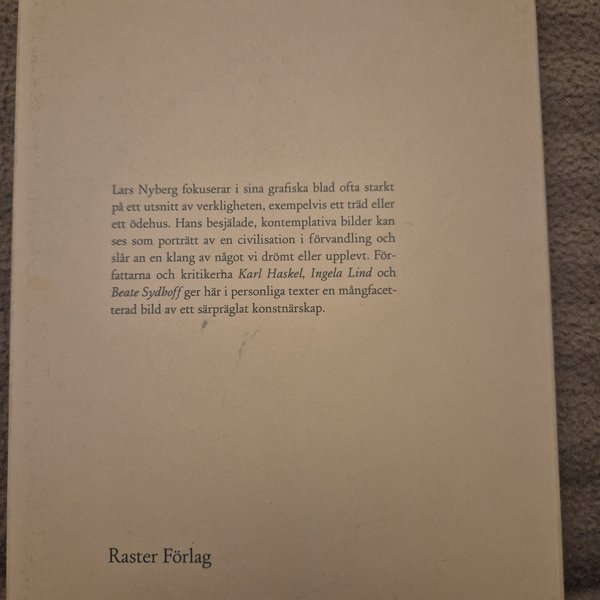 Lars Nyberg fokuserar i sina grafiska blad ofta starkt
på ett utsnitt av verkligheten, exempelvis ett träd eller
ett ödehus. Hans besjälade, kontemplativa bilder kan
ses som porträtt av en civilisation i förvandling och
slår an en klang av något vi drömt eller upplevt. För-
fattarna och kritikerna Karl Haskel, Ingela Lind och
Beate Sydhoff ger här i personliga texter en mångfacet-
terad bild av ett särpräglat konstnärskap.
Raster Förlag